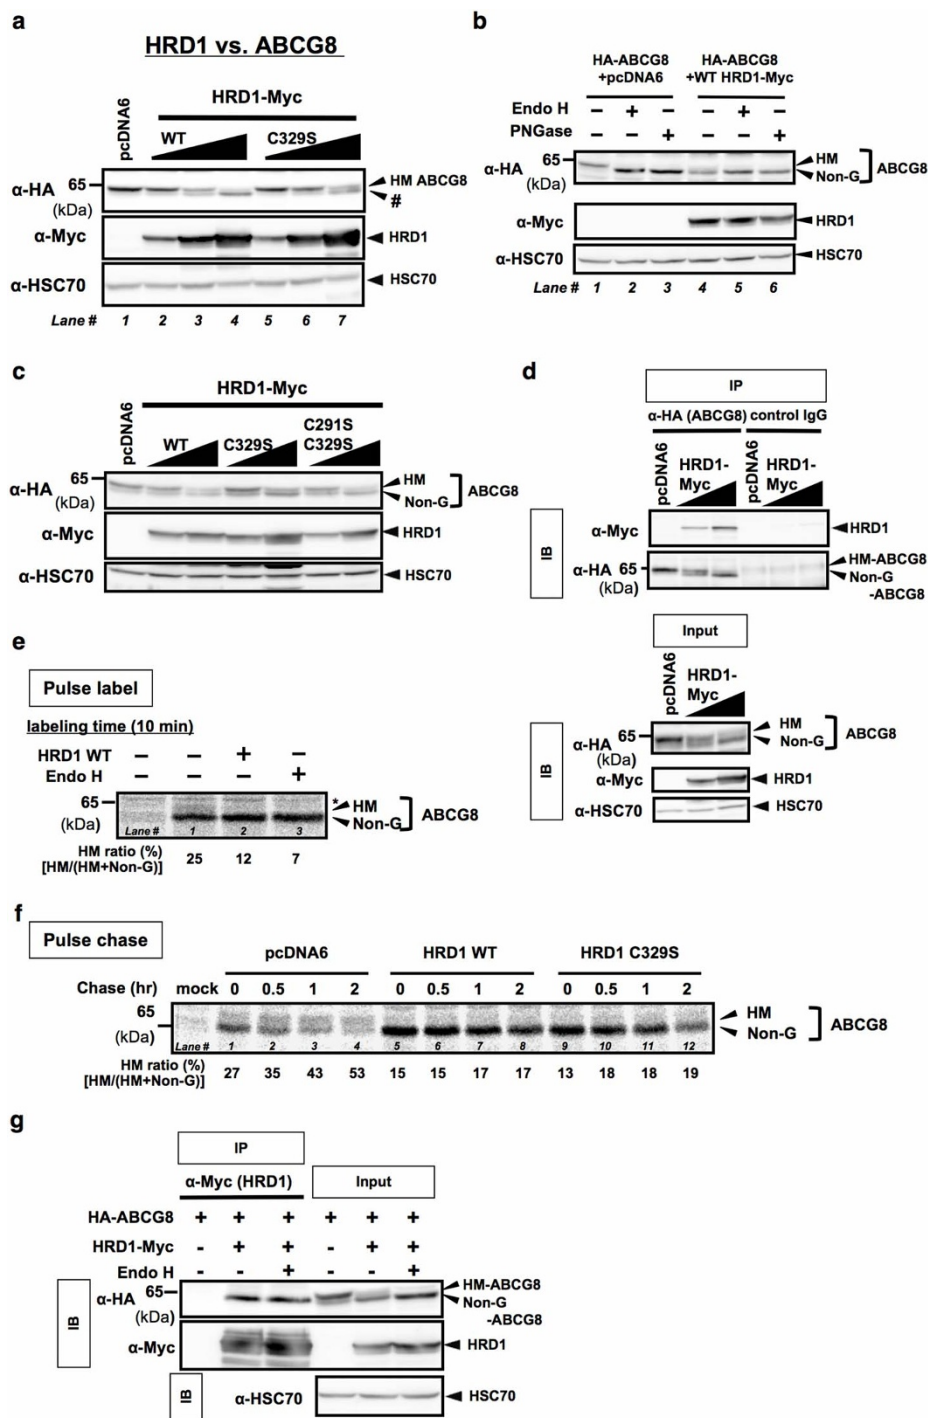 a
HRD1 vs. ABCG8
pcDNA6
HRD1-Myc
WT
C329S
α-HA
65
(kDa)
HM ABCG8
#
α-Myc
HRD1
α-HSC70
HSC70
Lane # 1 2 3 4 5 6 7
b
HA-ABCG8 HA-ABCG8
+pcDNA6 +WT HRD1-Myc
Endo H – + – – + –
PNGase – – + – – +
α-HA
65
(kDa)
HM
Non-G
ABCG8
α-Myc
HRD1
α-HSC70
HSC70
Lane # 1 2 3 4 5 6
c
HRD1-Myc
pcDNA6
WT
C329S
C291S
C329S
α-HA
65
(kDa)
HM
Non-G
ABCG8
α-Myc
HRD1
α-HSC70
HSC70
d
IP
α-HA (ABCG8) control IgG
pcDNA6
HRD1-
Myc
pcDNA6
HRD1-
Myc
IB
α-Myc
HRD1
α-HA 65
(kDa)
HM-ABCG8
Non-G
-ABCG8
Input
pcDNA6
HRD1-
Myc
IB
α-HA 65
(kDa)
HM
Non-G
ABCG8
α-Myc
HRD1
α-HSC70
HSC70
e
Pulse label
labeling time (10 min)
HRD1 WT – – + –
Endo H – – – +
65
(kDa)
* HM
Non-G
ABCG8
Lane # 1 2 3
HM ratio (%)
[HM/(HM+Non-G)]
25 12 7
f
Pulse chase
pcDNA6 HRD1 WT HRD1 C329S
Chase (hr) mock 0 0.5 1 2 0 0.5 1 2 0 0.5 1 2
65
(kDa)
HM
Non-G
ABCG8
Lane # 1 2 3 4 5 6 7 8 9 10 11 12
HM ratio (%)
[HM/(HM+Non-G)]
27 35 43 53 15 15 17 17 13 18 18 19
g
IP
α-Myc (HRD1)
Input
HA-ABCG8 + + + + + +
HRD1-Myc - + + - + +
Endo H - - + - - +
IB
α-HA 65
(kDa)
HM-ABCG8
Non-G
-ABCG8
α-Myc
HRD1
IB
α-HSC70
HSC70